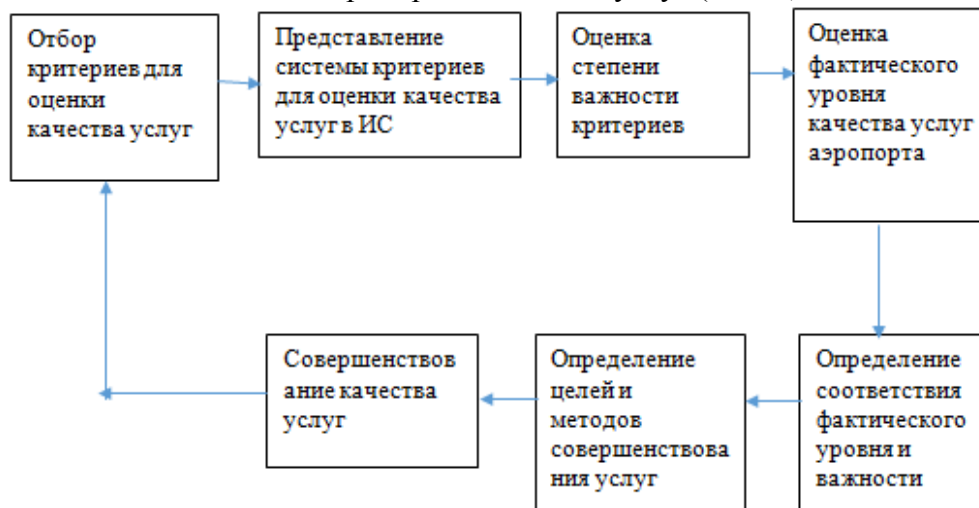 Отбор
критериев для
оценки
качества услуг
Представление
системы критериев
для оценки качества
услуг в ИС
Оценка
степени
важности
критериев
Оценка
фактического
уровня
качества услуг
аэропорта
Совершенствов
ание качества
услуг
Определение
целей и
методов
совершенствова
ния услуг
Определение
соответствия
фактического
уровня и
важности